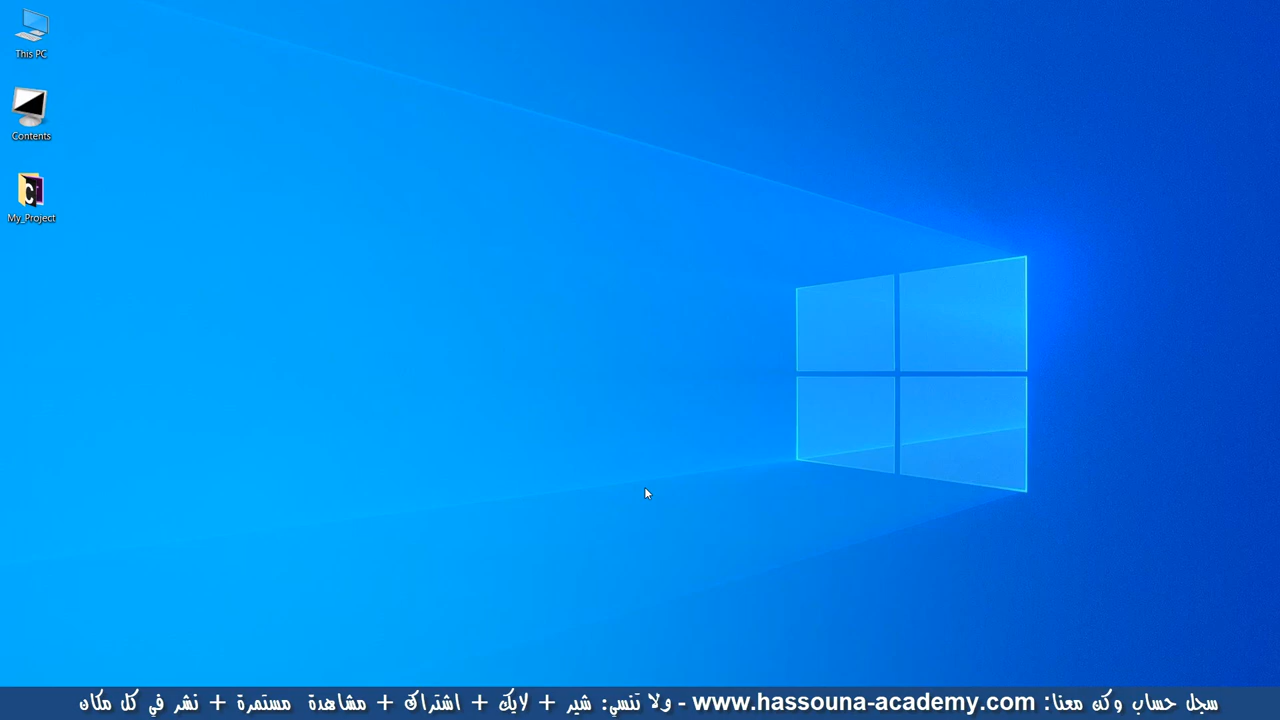 This PC
Contents
My_Project
سجل حساب وكن معنا: www.hassouna-academy.com - ولا تنسي: شير + لايك + اشتراك + مشاهدة مستمرة + نشر في كل مكان